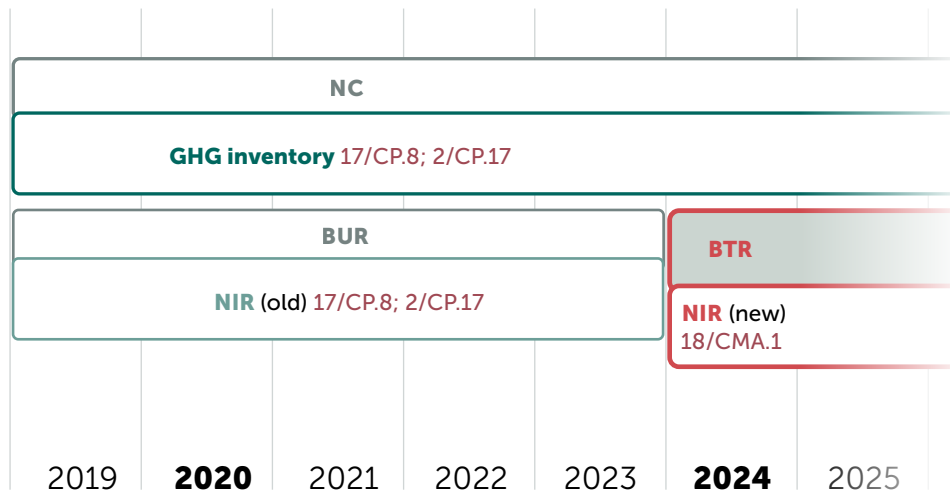 NC
GHG inventory 17/CP.8; 2/CP.17
BUR
BTR
NIR (old) 17/CP.8; 2/CP.17
NIR (new)
18/CMA.1
2019 2020 2021 2022 2023 2024 2025